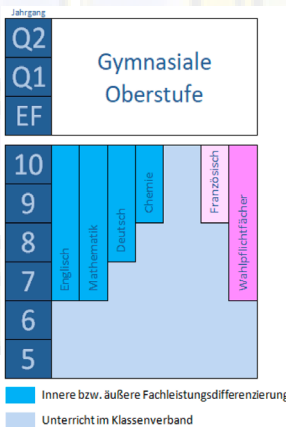 Jahrgang
Q2
Q1
EF
Gymnasiale
Oberstufe
10
9
8
7
6
5
Englisch
Mathematik
Deutsch
Chemie
Französisch
Wahlpflichtfächer
Innere bzw. äußere Fachleistungsdifferenzierung
Unterricht im Klassenverband